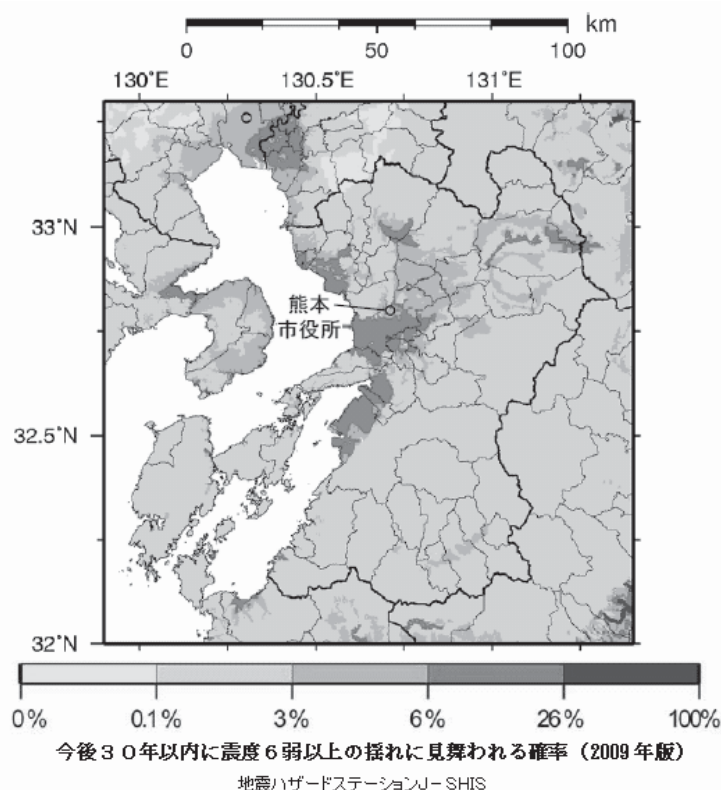 0 50 100 km
130°E 130.5°E 131°E
33°N
熊本
市役所
32.5°N
32°N
0% 0.1% 3% 6% 26% 100%
今後３０年以内に震度６弱以上の揺れに見舞われる確率（2009年版）
地震ハザードステーションJ-SHIS